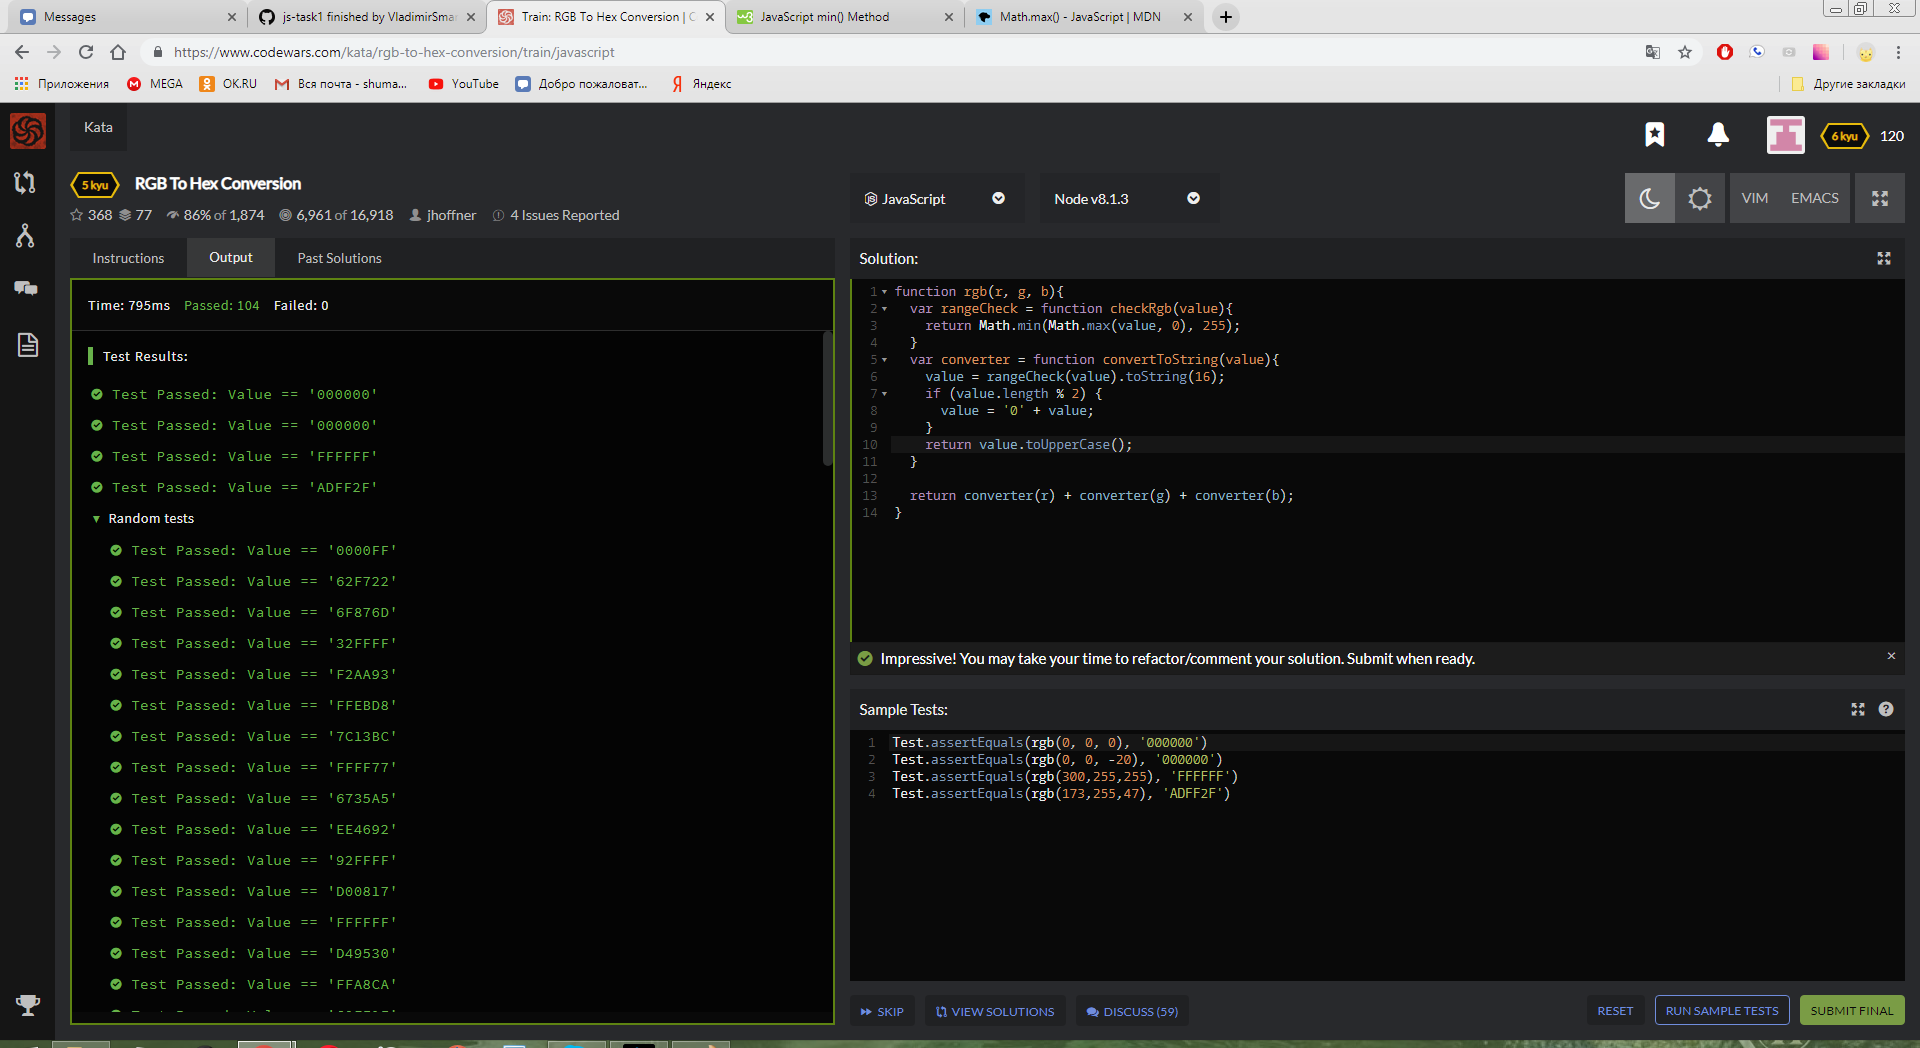 Messages
js-task1 finished by VladimirSmar
Train: RGB To Hex Conversion | C
JavaScript min() Method
Math.max() - JavaScript | MDN
https://www.codewars.com/kata/rgb-to-hex-conversion/train/javascript
Приложения
MEGA
OK.RU
Вся почта - shuma...
YouTube
Добро пожаловат...
Яндекс
Другие закладки
Kata
6 kyu
120
5 kyu
RGB To Hex Conversion
368 77 86% of 1,874 6,961 of 16,918 jhoffner 4 Issues Reported
JavaScript
Node v8.1.3
VIM
EMACS
Instructions
Output
Past Solutions
Time: 795ms Passed: 104 Failed: 0
Test Results:
Test Passed: Value == '000000'
Test Passed: Value == '000000'
Test Passed: Value == 'FFFFFF'
Test Passed: Value == 'ADFF2F'
Random tests
Test Passed: Value == '0000FF'
Test Passed: Value == '62F722'
Test Passed: Value == '6F876D'
Test Passed: Value == '32FFFF'
Test Passed: Value == 'F2AA93'
Test Passed: Value == 'FFEBD8'
Test Passed: Value == '7C13BC'
Test Passed: Value == 'FFFF77'
Test Passed: Value == '6735A5'
Test Passed: Value == 'EE4692'
Test Passed: Value == '92FFFF'
Test Passed: Value == 'D00817'
Test Passed: Value == 'FFFFFF'
Test Passed: Value == 'D49530'
Test Passed: Value == 'FFA8CA'
Solution:
1 function rgb(r, g, b){
2 var rangeCheck = function checkRgb(value){
3 return Math.min(Math.max(value, 0), 255);
4 }
5 var converter = function convertToString(value){
6 value = rangeCheck(value).toString(16);
7 if (value.length % 2) {
8 value = '0' + value;
9 }
10 return value.toUpperCase();
11 }
12
13 return converter(r) + converter(g) + converter(b);
14 }
Impressive! You may take your time to refactor/comment your solution. Submit when ready.
Sample Tests:
1 Test.assertEquals(rgb(0, 0, 0), '000000')
2 Test.assertEquals(rgb(0, 0, -20), '000000')
3 Test.assertEquals(rgb(300,255,255), 'FFFFFF')
4 Test.assertEquals(rgb(173,255,47), 'ADFF2F')
SKIP
VIEW SOLUTIONS
DISCUSS (59)
RESET
RUN SAMPLE TESTS
SUBMIT FINAL